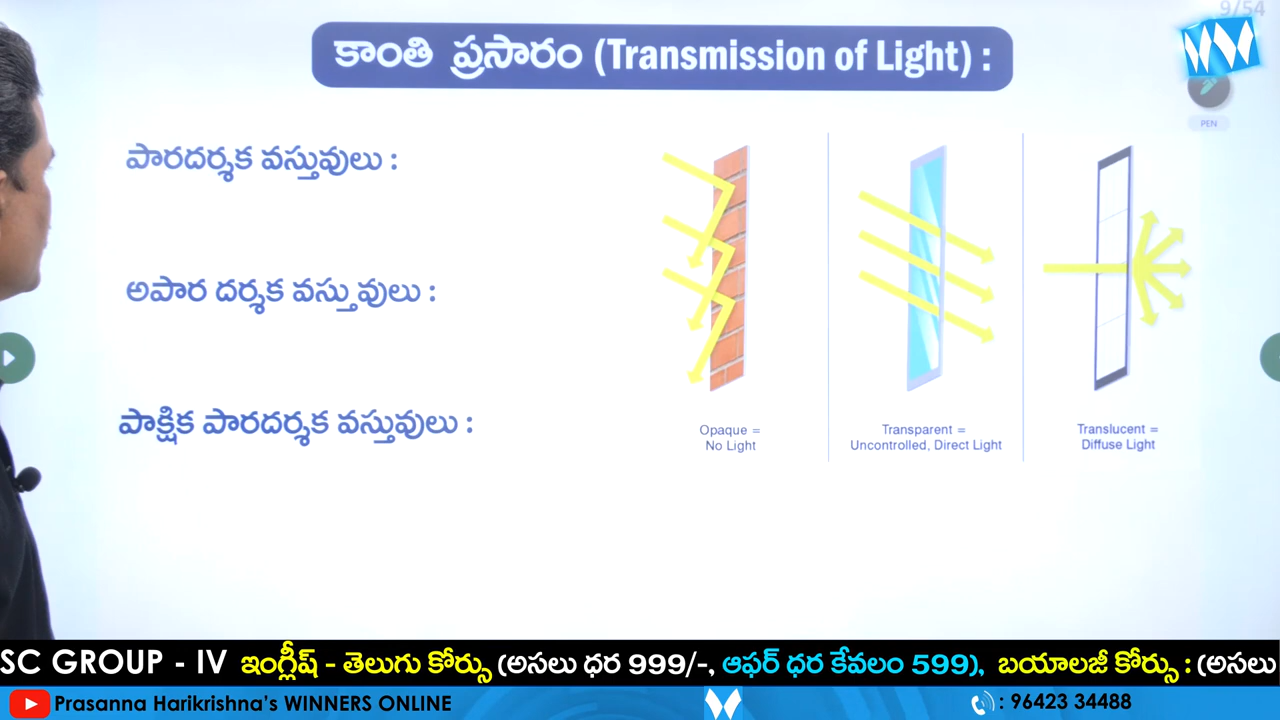 9/54
కాంతి ప్రసారం (Transmission of Light) :
PEN
పారదర్శక వస్తువులు :
అపార దర్శక వస్తువులు :
పాక్షిక పారదర్శక వస్తువులు :
Opaque =
No Light
Transparent =
Uncontrolled, Direct Light
Translucent =
Diffuse Light
SC GROUP - IV ఇంగ్లీష్ - తెలుగు కోర్సు (అసలు ధర 999/-, ఆఫర్ ధర కేవలం 599), బయాలజీ కోర్సు : (అసలు
Prasanna Harikrishna's WINNERS ONLINE
: 96423 34488